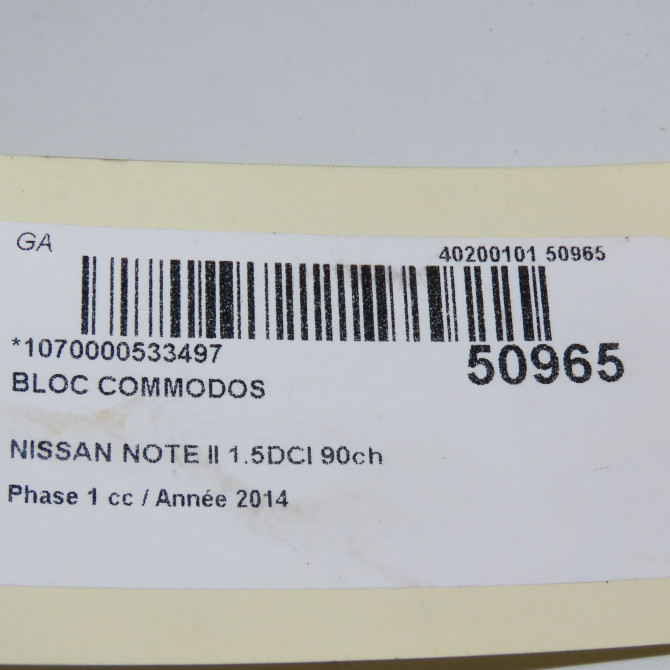 GA
40200101 50965
*1070000533497
50965
BLOC COMMODOS
NISSAN NOTE II 1.5DCI 90ch
Phase 1 cc / Année 2014